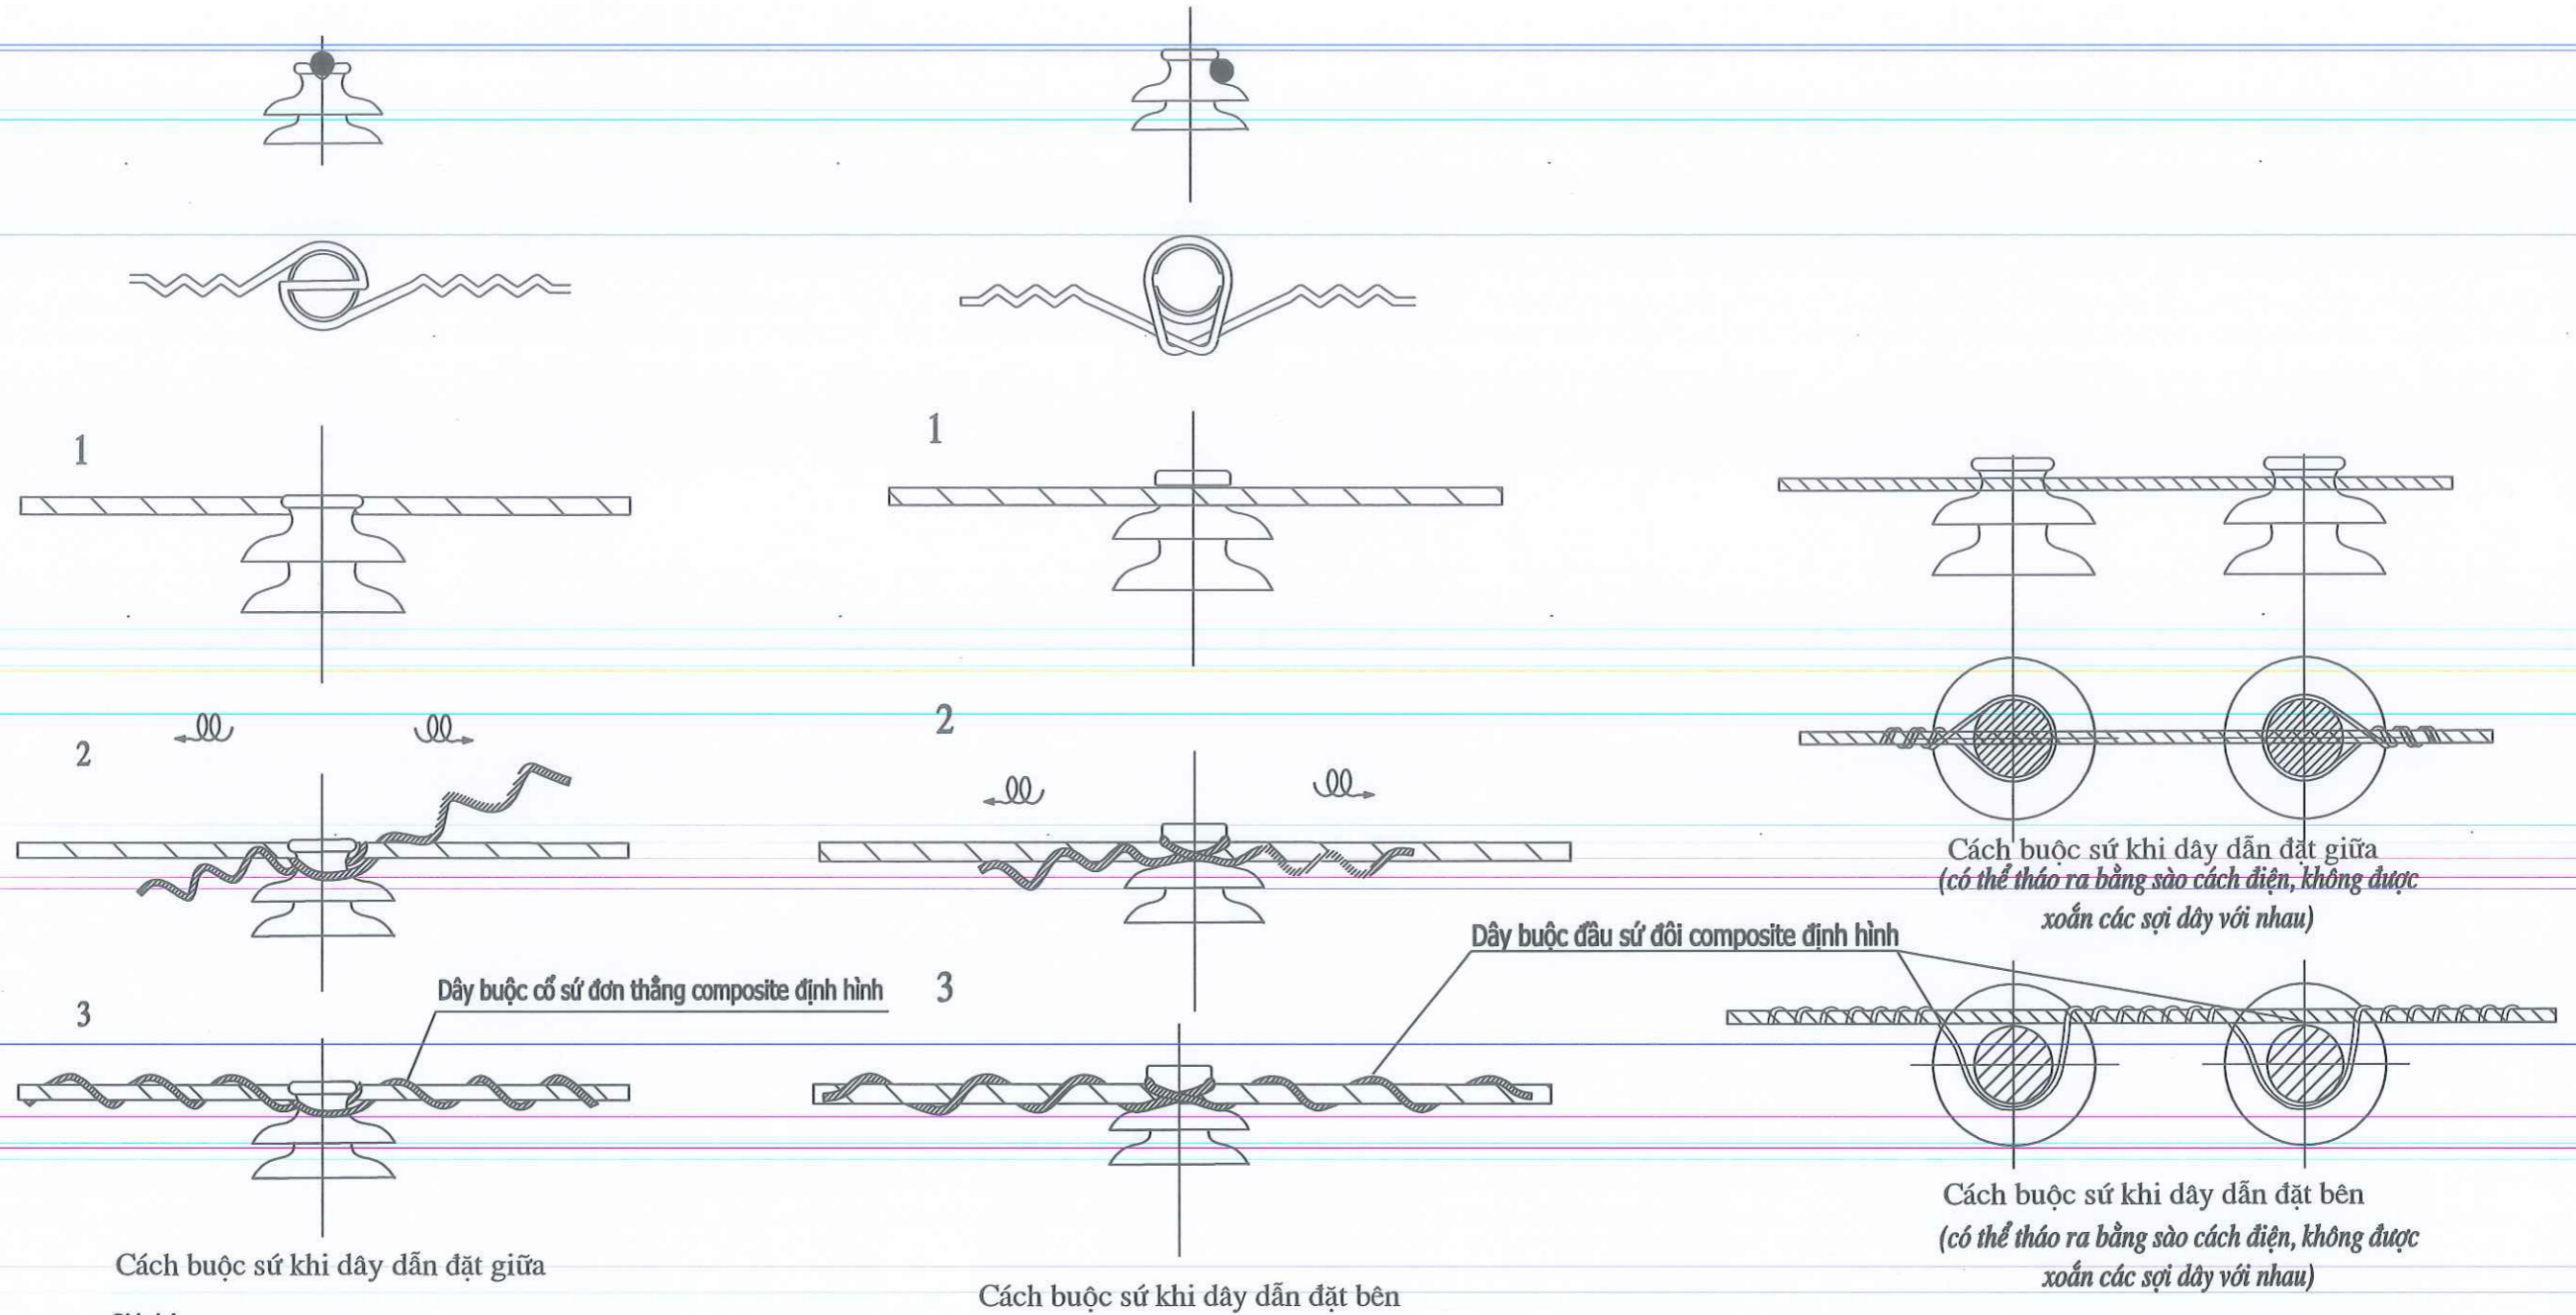 1
2
3
Dây buộc cổ sứ đơn thẳng composite định hình
Cách buộc sứ khi dây dẫn đặt giữa
1
2
3
Dây buộc đầu sứ đôi composite định hình
Cách buộc sứ khi dây dẫn đặt bên
Cách buộc sứ khi dây dẫn đặt giữa
(có thể tháo ra bằng sào cách điện, không được
xoắn các sợi dây với nhau)
Cách buộc sứ khi dây dẫn đặt bên
(có thể tháo ra bằng sào cách điện, không được
xoắn các sợi dây với nhau)